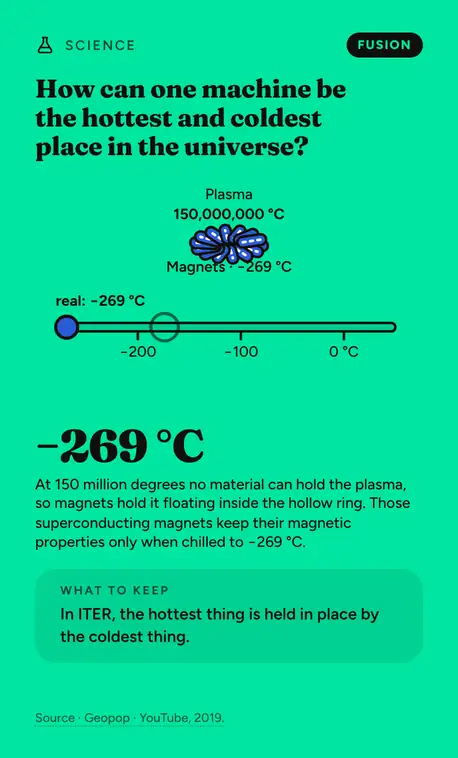 SCIENCE
FUSION
How can one machine be
the hottest and coldest
place in the universe?
Plasma
150,000,000 °C
Magnets · −269 °C
real: −269 °C
−200
−100
0 °C
−269 °C
At 150 million degrees no material can hold the plasma,
so magnets hold it floating inside the hollow ring. Those
superconducting magnets keep their magnetic
properties only when chilled to −269 °C.
WHAT TO KEEP
In ITER, the hottest thing is held in place by
the coldest thing.
Source · Geopop · YouTube, 2019.